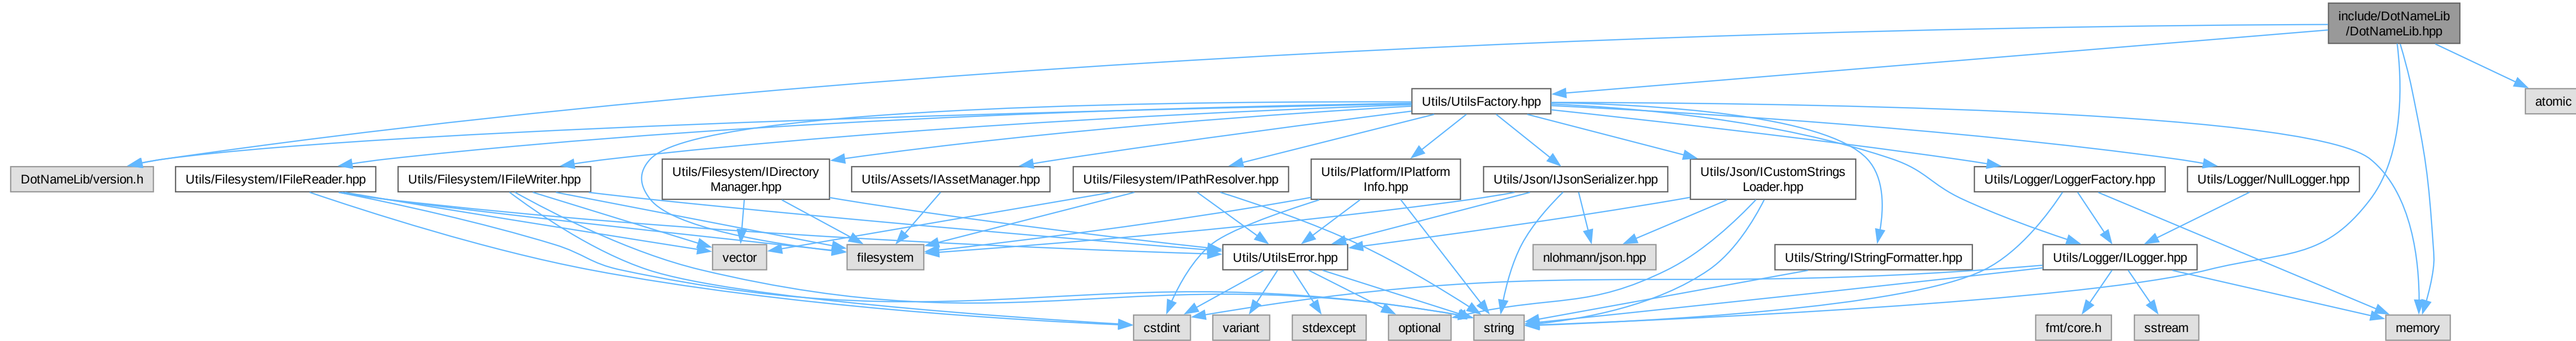 include/DotNameLib
/DotNameLib.hpp
Utils/UtilsFactory.hpp
atomic
DotNameLib/version.h
Utils/Filesystem/IFileReader.hpp
Utils/Filesystem/IFileWriter.hpp
Utils/Filesystem/IDirectory
Manager.hpp
Utils/Assets/IAssetManager.hpp
Utils/Filesystem/IPathResolver.hpp
Utils/Platform/IPlatform
Info.hpp
Utils/Json/IJsonSerializer.hpp
Utils/Json/ICustomStrings
Loader.hpp
Utils/Logger/LoggerFactory.hpp
Utils/Logger/NullLogger.hpp
vector
filesystem
Utils/UtilsError.hpp
nlohmann/json.hpp
Utils/String/IStringFormatter.hpp
Utils/Logger/ILogger.hpp
cstdint
variant
stdexcept
optional
string
fmt/core.h
sstream
memory